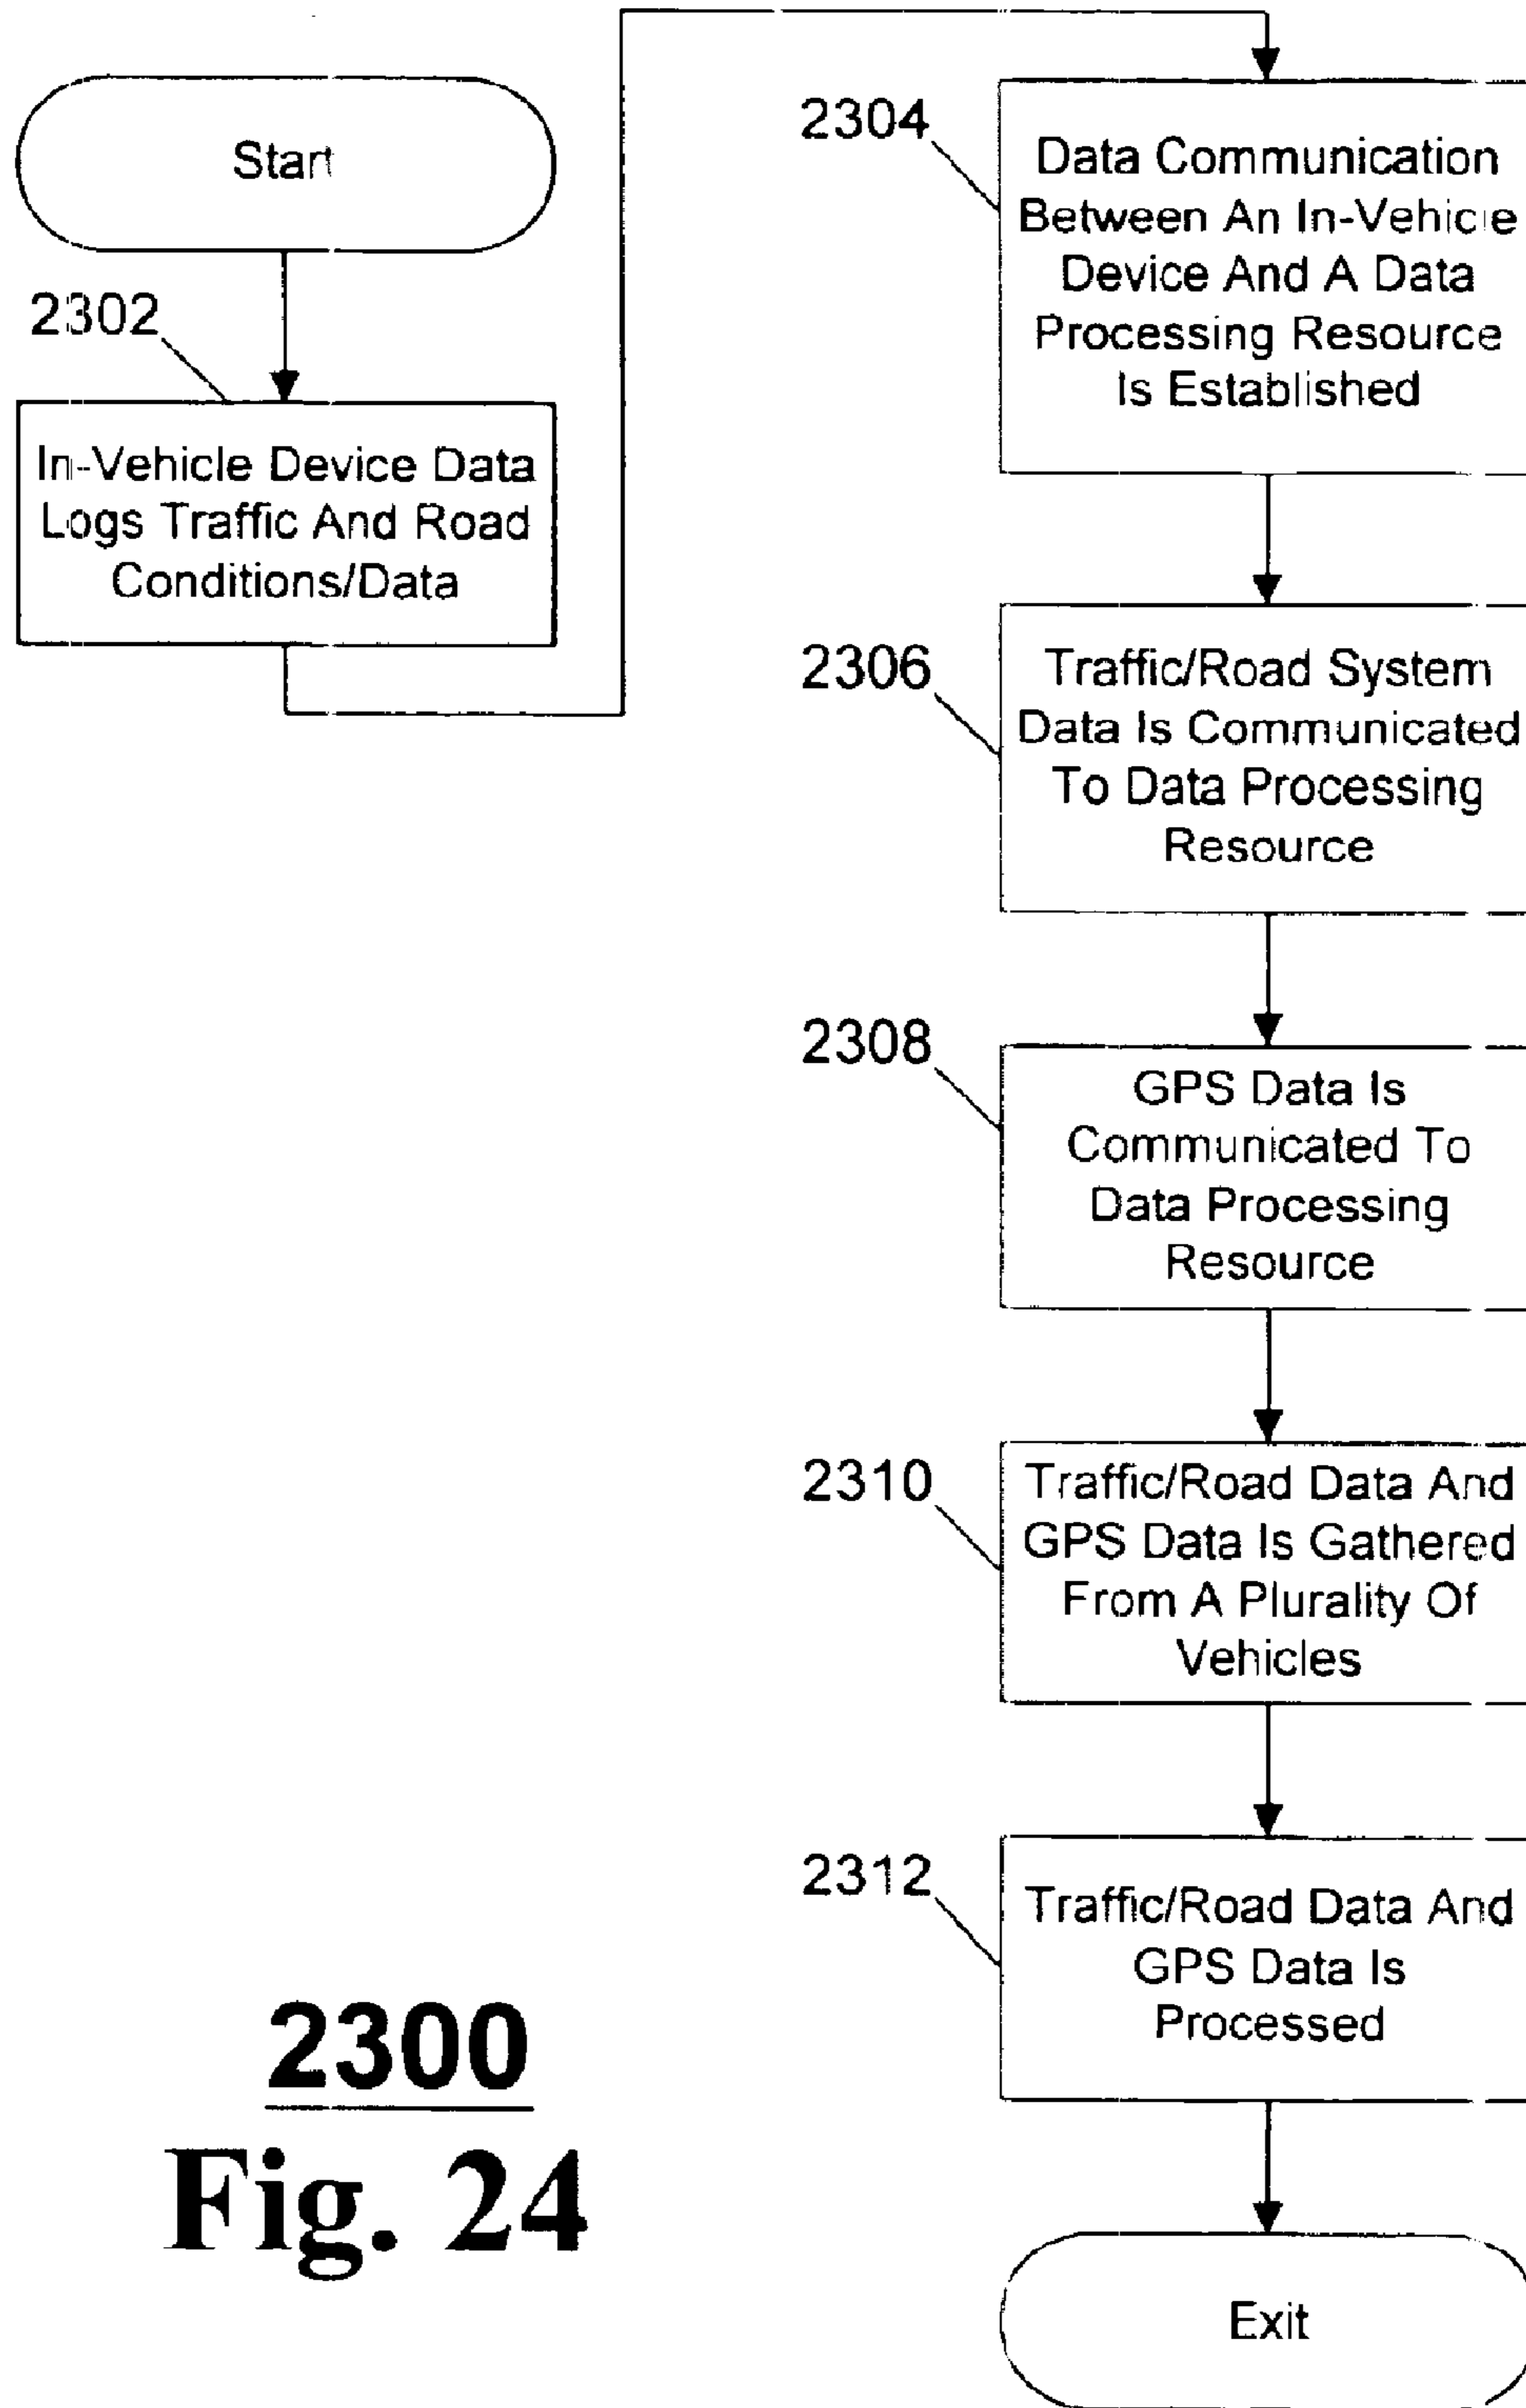 Start
2302
In-Vehicle Device Data
Logs Traffic And Road
Conditions/Data
2304
Data Communication
Between An In-Vehicle
Device And A Data
Processing Resource
Is Established
2306
Traffic/Road System
Data Is Communicated
To Data Processing
Resource
2308
GPS Data Is
Communicated To
Data Processing
Resource
2310
Traffic/Road Data And
GPS Data Is Gathered
From A Plurality Of
Vehicles
2312
Traffic/Road Data And
GPS Data Is
Processed
Exit
2300
Fig. 24